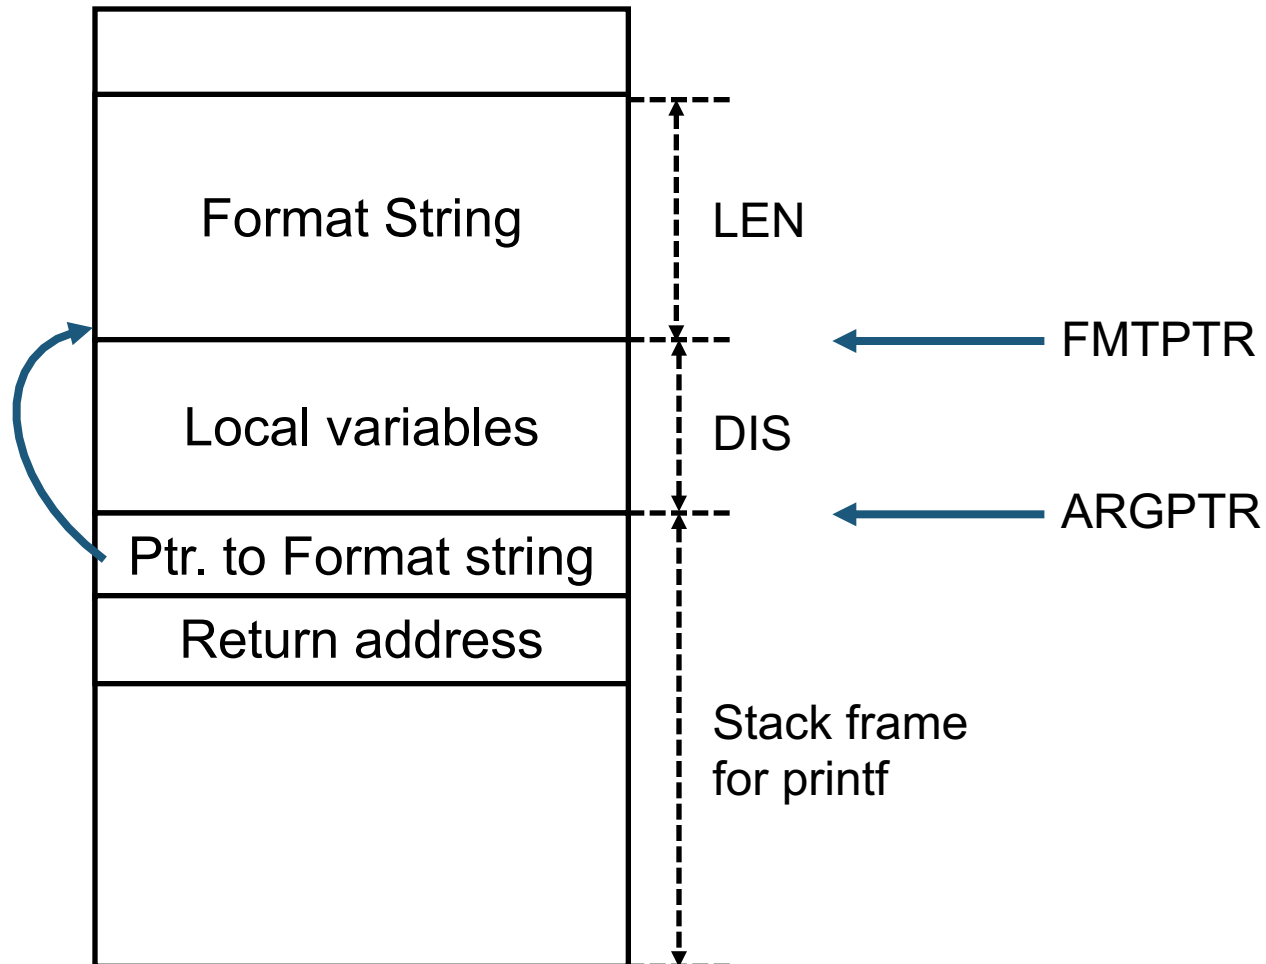 Format String
LEN
FMTPTR
Local variables
DIS
ARGPTR
Ptr. to Format string
Return address
Stack frame
for printf